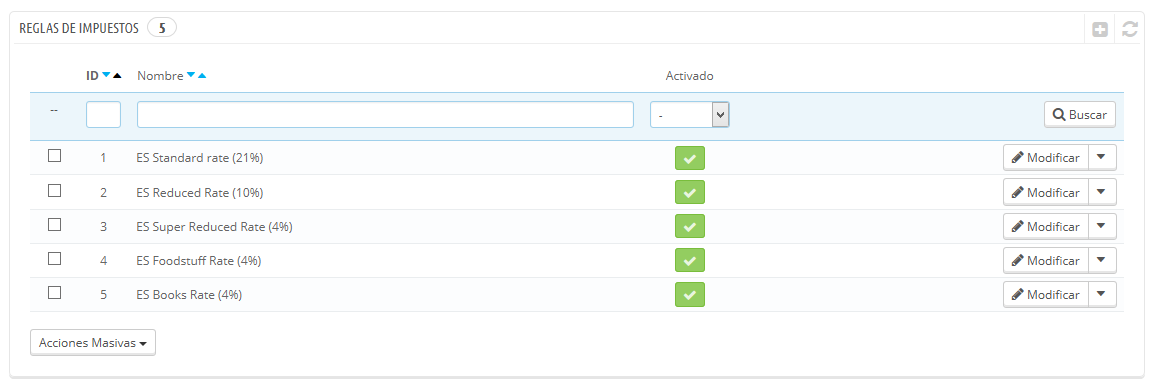 REGLAS DE IMPUESTOS 5
ID Nombre Activado
-- - Buscar
1 ES Standard rate (21%) Modificar
2 ES Reduced Rate (10%) Modificar
3 ES Super Reduced Rate (4%) Modificar
4 ES Foodstuff Rate (4%) Modificar
5 ES Books Rate (4%) Modificar
Acciones Masivas